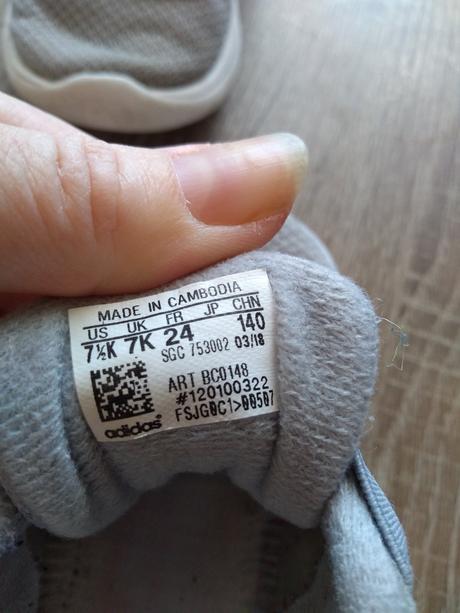 MADE IN CAMBODIA
US UK FR JP CHN
7½K 7K 24 140
SGC 753002 03/18
ART BC0148
#120100322
FSJG0C1>00507
adidas